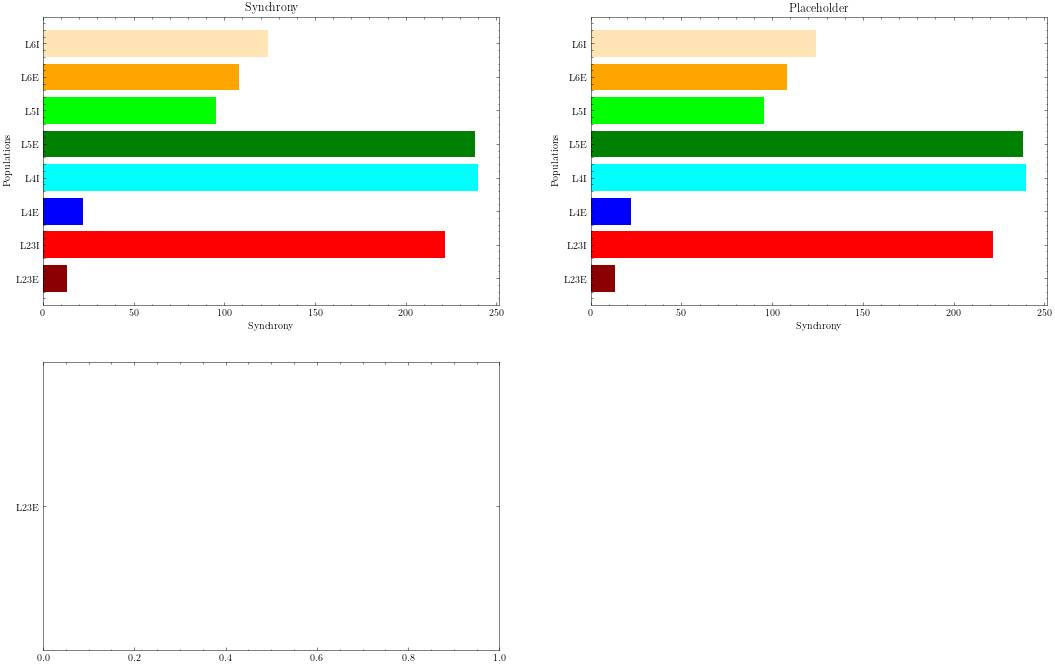 Synchrony
L6I
L6E
L5I
L5E
L4I
L4E
L23I
L23E
Populations
0 50 100 150 200 250
Synchrony
Placeholder
L6I
L6E
L5I
L5E
L4I
L4E
L23I
L23E
Populations
0 50 100 150 200 250
Synchrony
L23E
0.0 0.2 0.4 0.6 0.8 1.0